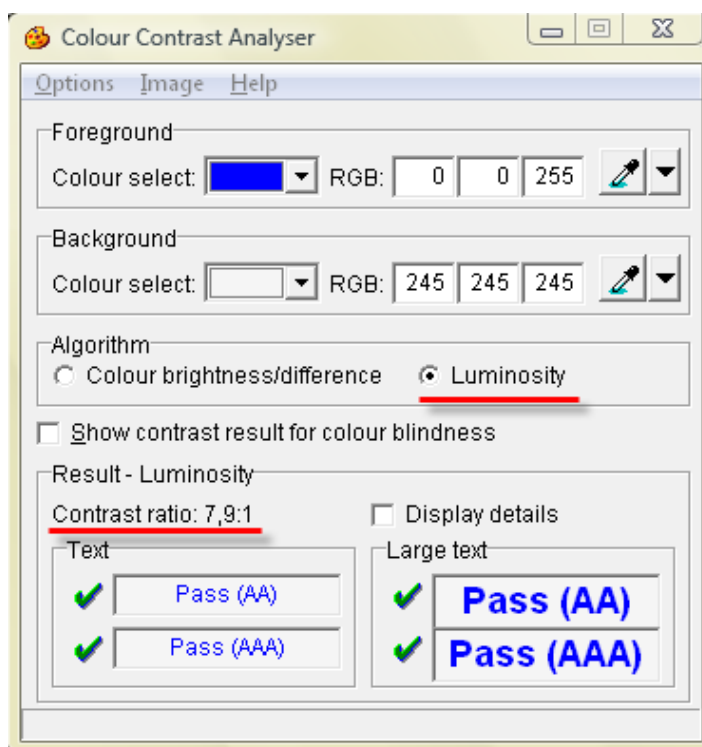 Colour Contrast Analyser
Options Image Help
Foreground
Colour select: RGB: 0 0 255
Background
Colour select: RGB: 245 245 245
Algorithm
Colour brightness/difference Luminosity
Show contrast result for colour blindness
Result - Luminosity
Contrast ratio: 7,9:1 Display details
Text Large text
Pass (AA) Pass (AA)
Pass (AAA) Pass (AAA)